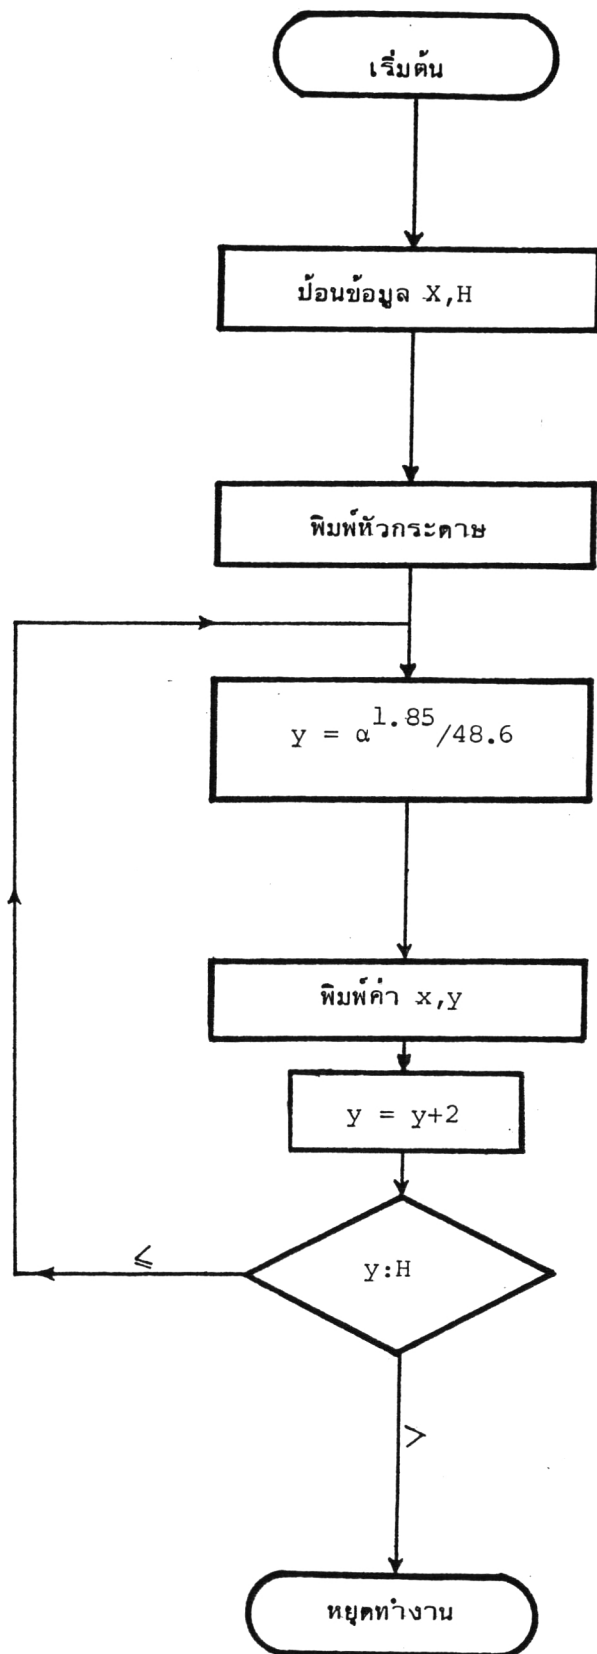 เริ่มต้น
ป้อนข้อมูล X,H
พิมพ์หัวกระดาษ
y = α^1.85/48.6
พิมพ์ค่า x,y
y = y+2
≤
y:H
>
หยุดทำงาน